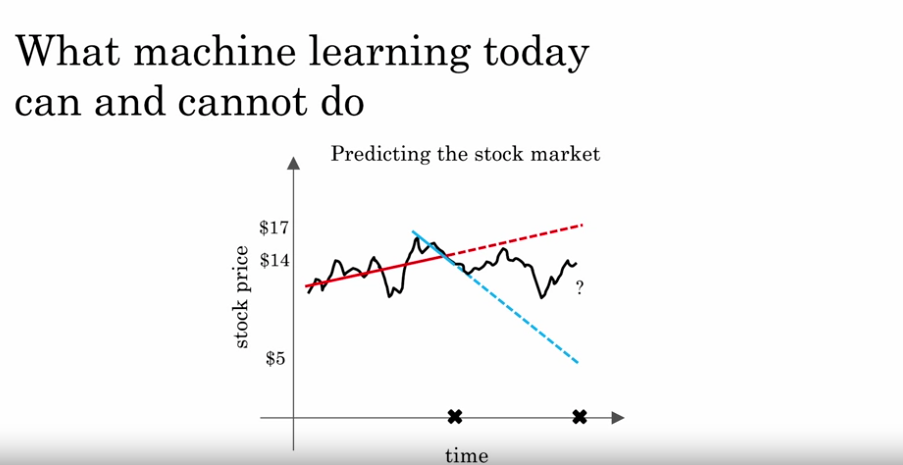 What machine learning today
can and cannot do
Predicting the stock market
$17
$14
stock price
$5
?
time